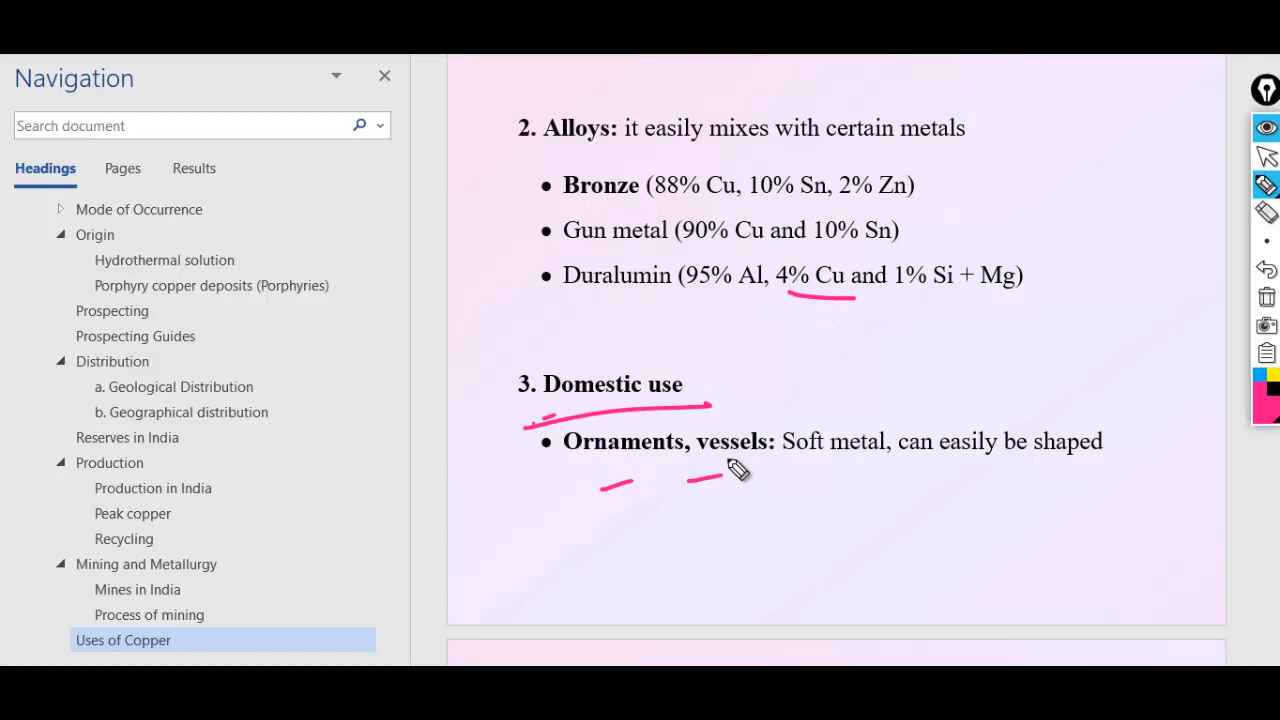 Navigation
Search document
Headings Pages Results
Mode of Occurrence
Origin
Hydrothermal solution
Porphyry copper deposits (Porphyries)
Prospecting
Prospecting Guides
Distribution
a. Geological Distribution
b. Geographical distribution
Reserves in India
Production
Production in India
Peak copper
Recycling
Mining and Metallurgy
Mines in India
Process of mining
Uses of Copper
2. Alloys: it easily mixes with certain metals
• Bronze (88% Cu, 10% Sn, 2% Zn)
• Gun metal (90% Cu and 10% Sn)
• Duralumin (95% Al, 4% Cu and 1% Si + Mg)
3. Domestic use
• Ornaments, vessels: Soft metal, can easily be shaped